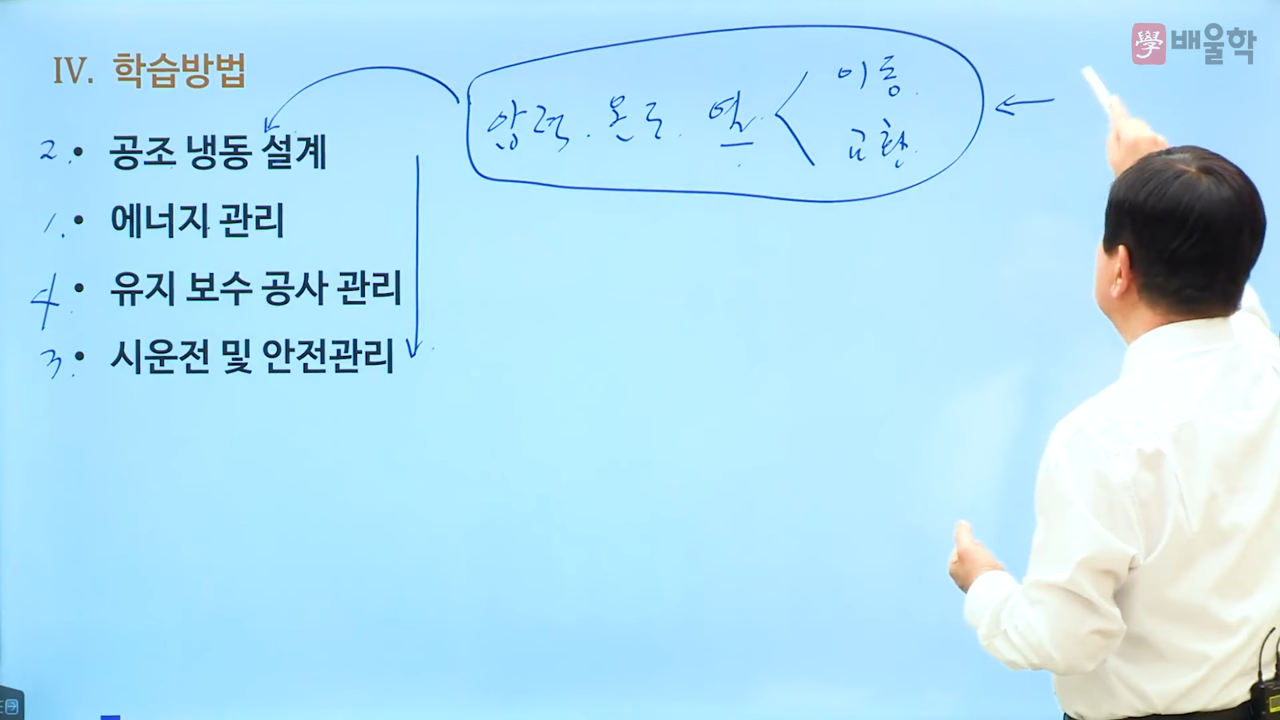 學 배울학
IV. 학습방법
압력. 온도. 열. 이동.
교환.
2. • 공조 냉동 설계
1. • 에너지 관리
4. • 유지 보수 공사 관리
3. • 시운전 및 안전관리